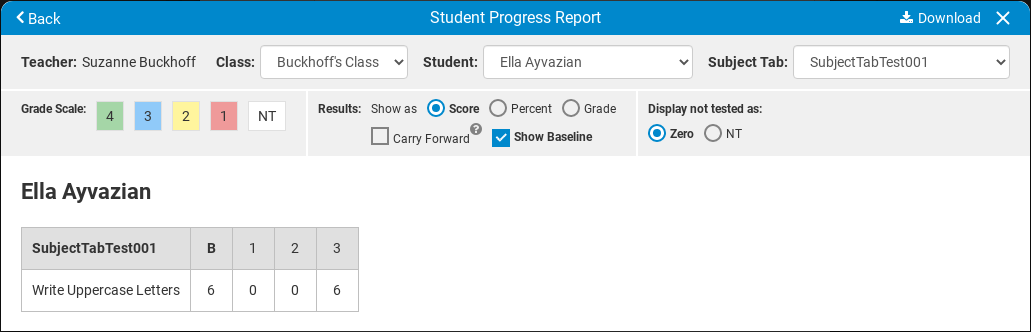 Back Student Progress Report Download
Teacher: Suzanne Buckhoff Class: Buckhoff's Class Student: Ella Ayvazian Subject Tab: SubjectTabTest001
Grade Scale: 4 3 2 1 NT Results: Show as Score Percent Grade Display not tested as:
Carry Forward ? Show Baseline Zero NT
Ella Ayvazian
SubjectTabTest001 B 1 2 3
Write Uppercase Letters 6 0 0 6